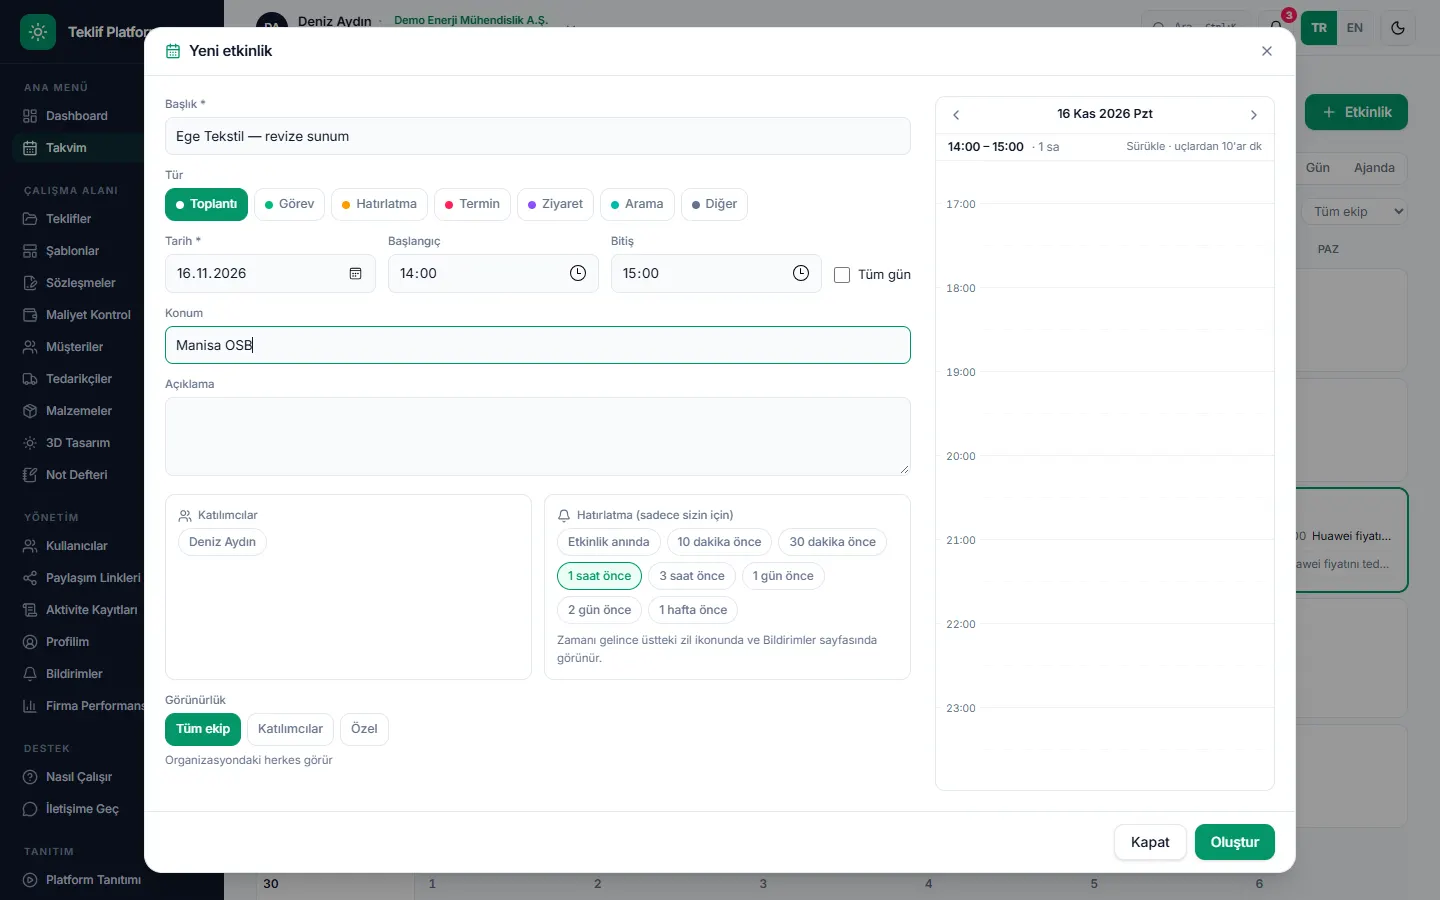 Teklif Platfor
Deniz Aydın ·
Demo Enerji Mühendislik A.Ş.
3
TR
EN
ANA MENÜ
Dashboard
Takvim
ÇALIŞMA ALANI
Teklifler
Şablonlar
Sözleşmeler
Maliyet Kontrol
Müşteriler
Tedarikçiler
Malzemeler
3D Tasarım
Not Defteri
YÖNETİM
Kullanıcılar
Paylaşım Linkleri
Aktivite Kayıtları
Profilim
Bildirimler
Firma Performans
DESTEK
Nasıl Çalışır
İletişime Geç
TANITIM
Platform Tanıtımı
Yeni etkinlik
Başlık *
Ege Tekstil — revize sunum
Tür
Toplantı
Görev
Hatırlatma
Termin
Ziyaret
Arama
Diğer
Tarih *
Başlangıç
Bitiş
16.11.2026
14:00
15:00
Tüm gün
Konum
Manisa OSB
Açıklama
Katılımcılar
Deniz Aydın
Hatırlatma (sadece sizin için)
Etkinlik anında
10 dakika önce
30 dakika önce
1 saat önce
3 saat önce
1 gün önce
2 gün önce
1 hafta önce
Zamanı gelince üstteki zil ikonunda ve Bildirimler sayfasında
görünür.
Görünürlük
Tüm ekip
Katılımcılar
Özel
Organizasyondaki herkes görür
16 Kas 2026 Pzt
14:00 – 15:00 · 1 sa
Sürükle · uçlardan 10'ar dk
17:00
18:00
19:00
20:00
21:00
22:00
23:00
Kapat
Oluştur
+ Etkinlik
Gün
Ajanda
Tüm ekip
PAZ
Huawei fiyatı...
awei fiyatını ted...
30
1
2
3
4
5
6